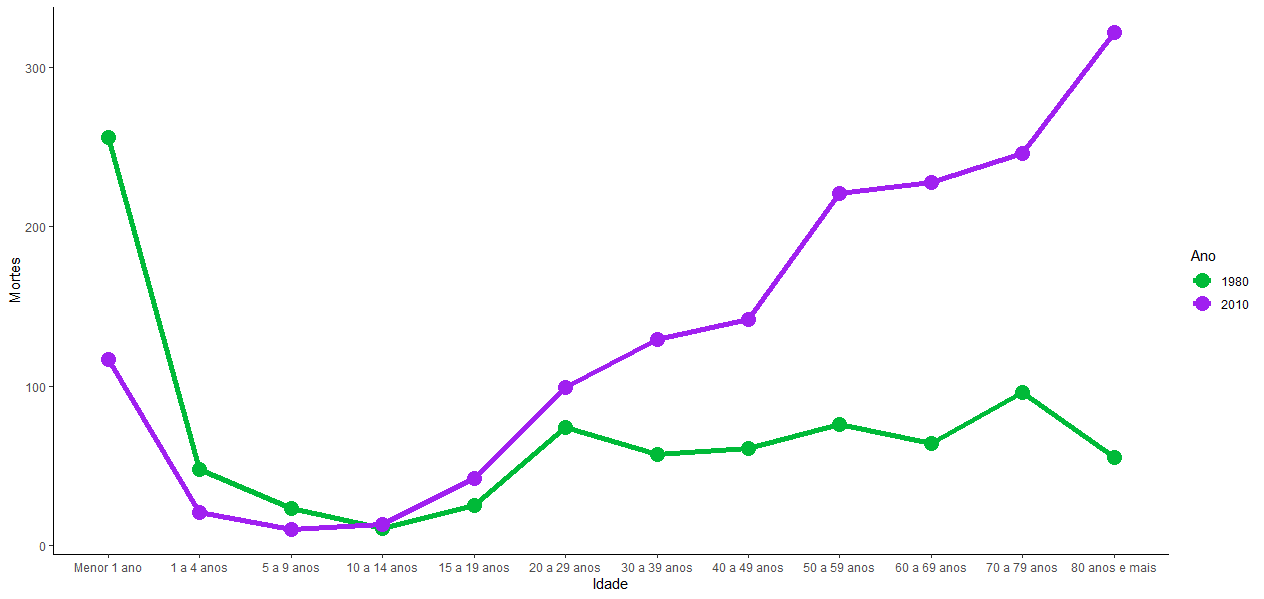 300
200
100
0
Mortes
Menor 1 ano
1 a 4 anos
5 a 9 anos
10 a 14 anos
15 a 19 anos
20 a 29 anos
30 a 39 anos
40 a 49 anos
50 a 59 anos
60 a 69 anos
70 a 79 anos
80 anos e mais
Idade
Ano
1980
2010